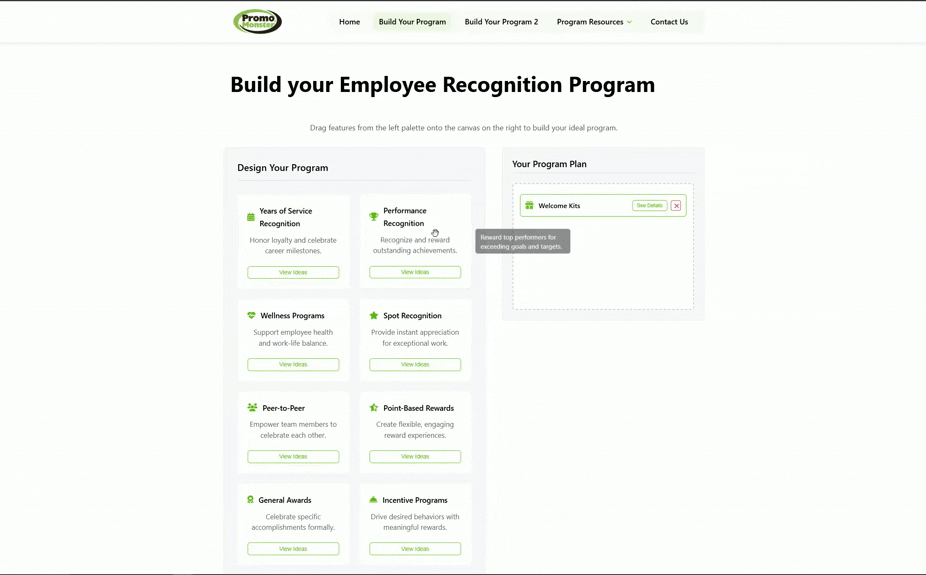 Promo
Monster
Home
Build Your Program
Build Your Program 2
Program Resources
Contact Us
Build your Employee Recognition Program
Drag features from the left palette onto the canvas on the right to build your ideal program.
Design Your Program
Years of Service
Recognition
Honor loyalty and celebrate
career milestones.
View Ideas
Performance
Recognition
Recognize and reward
outstanding achievements.
View Ideas
Wellness Programs
Support employee health
and work-life balance.
View Ideas
Spot Recognition
Provide instant appreciation
for exceptional work.
View Ideas
Peer-to-Peer
Empower team members to
celebrate each other.
View Ideas
Point-Based Rewards
Create flexible, engaging
reward experiences.
View Ideas
General Awards
Celebrate specific
accomplishments formally.
View Ideas
Incentive Programs
Drive desired behaviors with
meaningful rewards.
View Ideas
Your Program Plan
Welcome Kits
See Details
Reward top performers for
exceeding goals and targets.